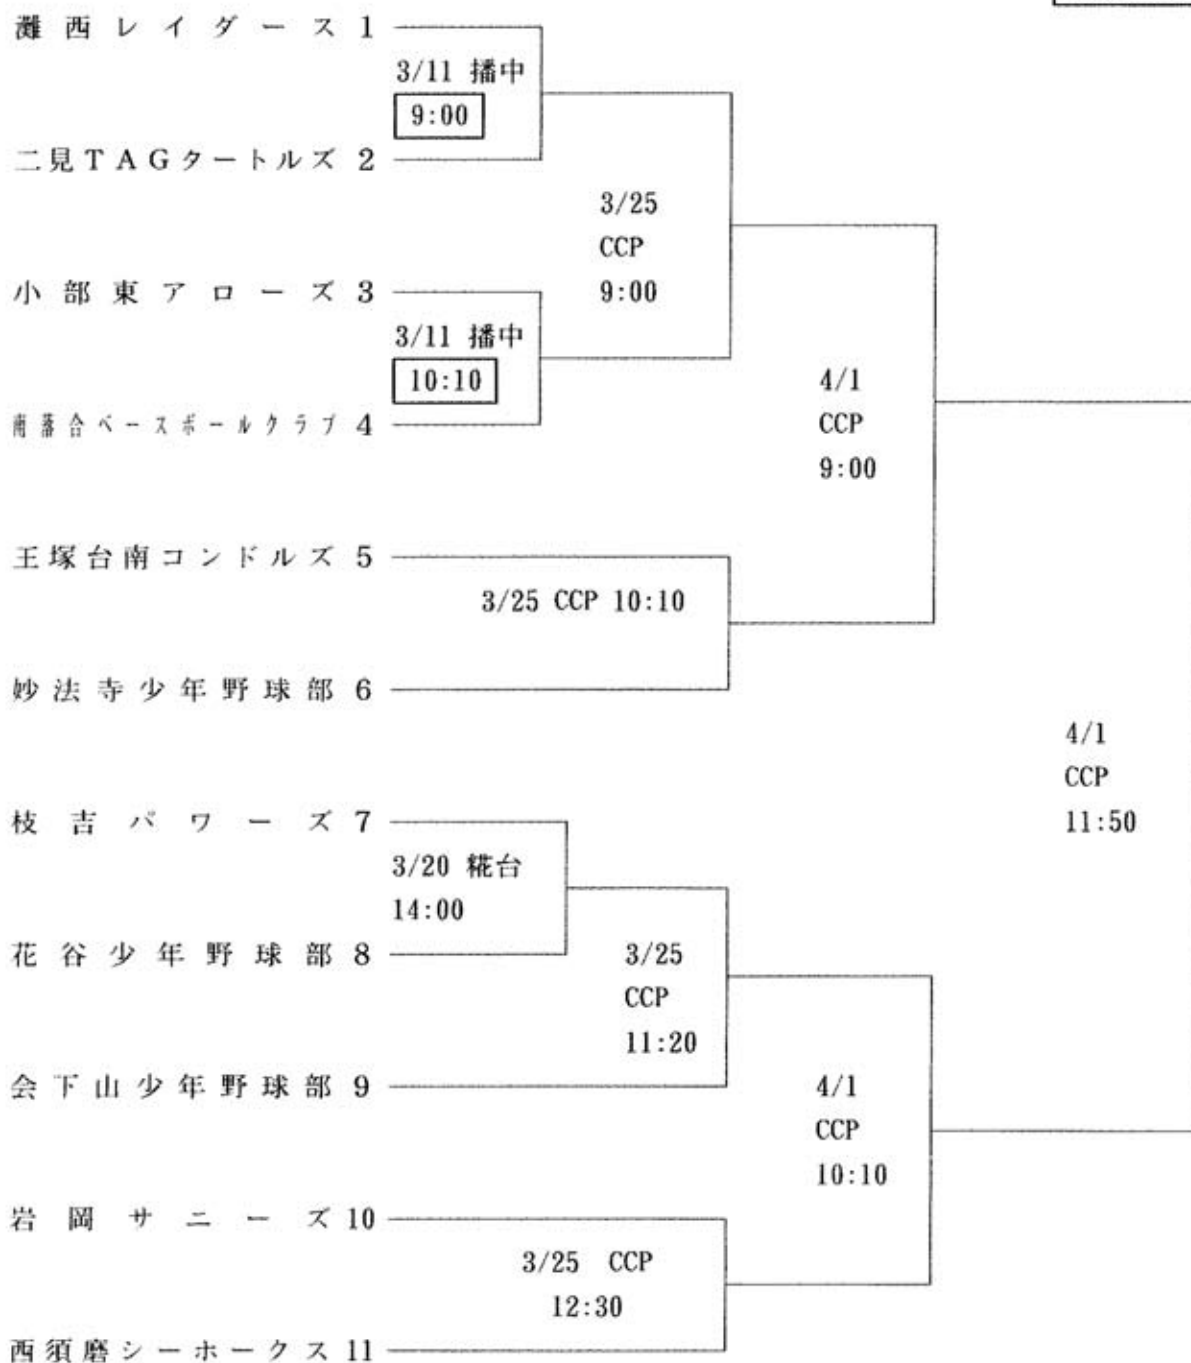 灘西レイダース 1
3/11 播中
9:00
二見TAGタートルズ 2
3/25
CCP
9:00
小部東アローズ 3
3/11 播中
10:10
南落合ベースボールクラブ 4
4/1
CCP
9:00
王塚台南コンドルズ 5
3/25 CCP 10:10
妙法寺少年野球部 6
4/1
CCP
11:50
枝吉パワーズ 7
3/20 糀台
14:00
花谷少年野球部 8
3/25
CCP
11:20
会下山少年野球部 9
4/1
CCP
10:10
岩岡サニーズ 10
3/25 CCP
12:30
西須磨シーホークス 11